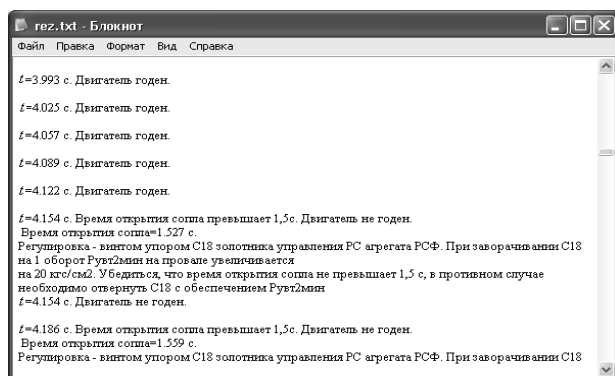 rez.txt - Блокнот
Файл Правка Формат Вид Справка
t=3.993 с. Двигатель годен.
t=4.025 с. Двигатель годен.
t=4.057 с. Двигатель годен.
t=4.089 с. Двигатель годен.
t=4.122 с. Двигатель годен.
t=4.154 с. Время открытия сопла превышает 1,5с. Двигатель не годен.
Время открытия сопла=1.527 с.
Регулировка - винтом упором С18 золотника управления РС агрегата РСФ. При заворачивании С18
на 1 оборот Рувт2мин на провале увеличивается
на 20 кгс/см2. Убедиться, что время открытия сопла не превышает 1,5 с, в противном случае
необходимо отвернуть С18 с обеспечением Рувт2мин
t=4.154 с. Двигатель не годен.
t=4.186 с. Время открытия сопла превышает 1,5с. Двигатель не годен.
Время открытия сопла=1.559 с.
Регулировка - винтом упором С18 золотника управления РС агрегата РСФ. При заворачивании С18